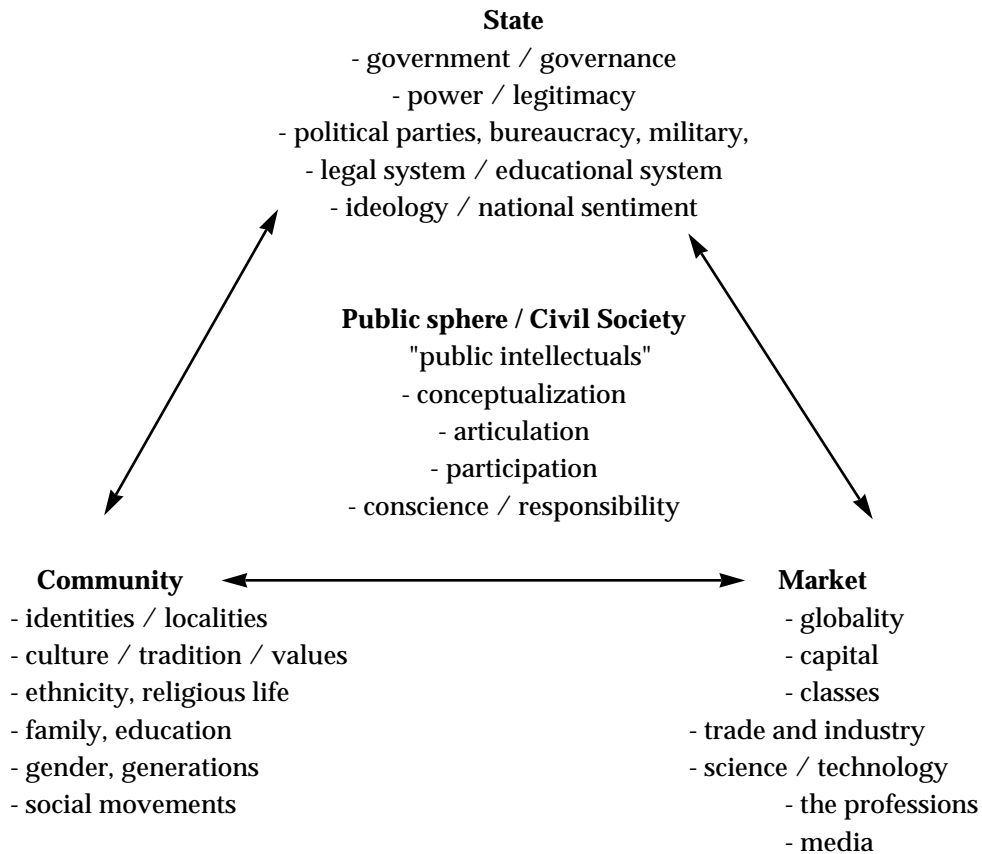 State
- government / governance
- power / legitimacy
- political parties, bureaucracy, military,
- legal system / educational system
- ideology / national sentiment
Public sphere / Civil Society
"public intellectuals"
- conceptualization
- articulation
- participation
- conscience / responsibility
Community
- identities / localities
- culture / tradition / values
- ethnicity, religious life
- family, education
- gender, generations
- social movements
Market
- globality
- capital
- classes
- trade and industry
- science / technology
- the professions
- media